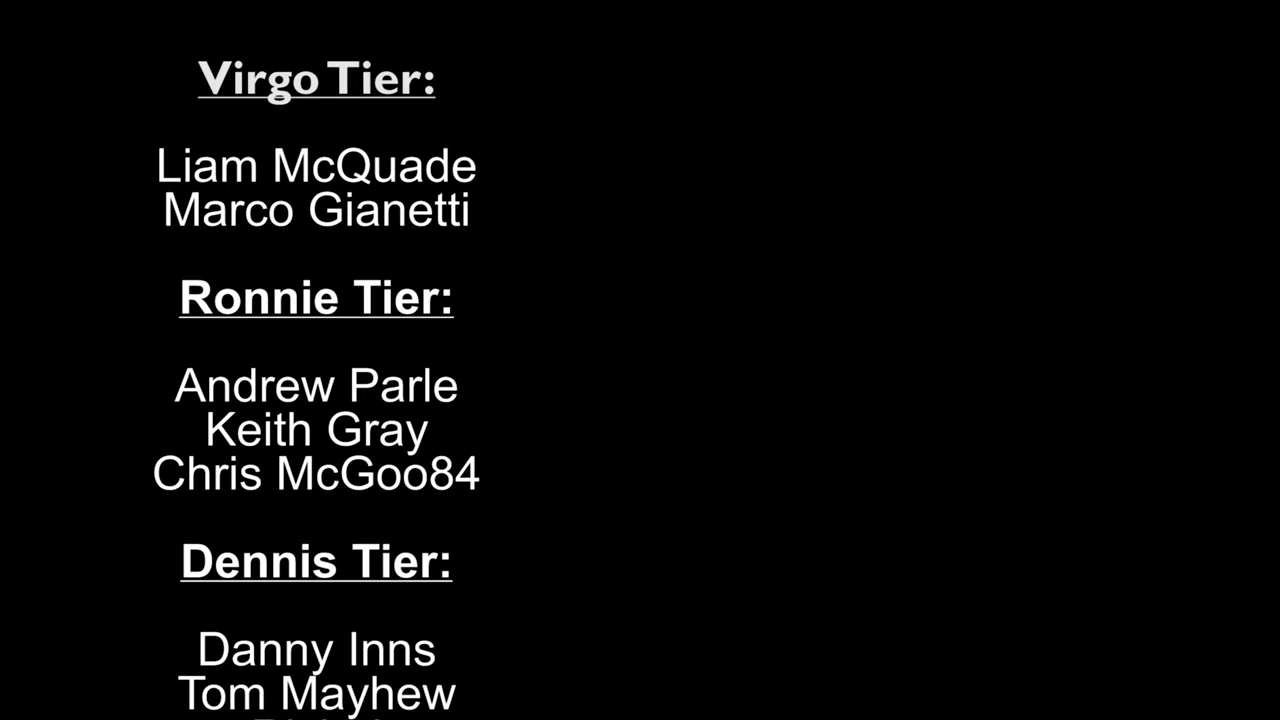 Virgo Tier:
Liam McQuade
Marco Gianetti
Ronnie Tier:
Andrew Parle
Keith Gray
Chris McGoo84
Dennis Tier:
Danny Inns
Tom Mayhew